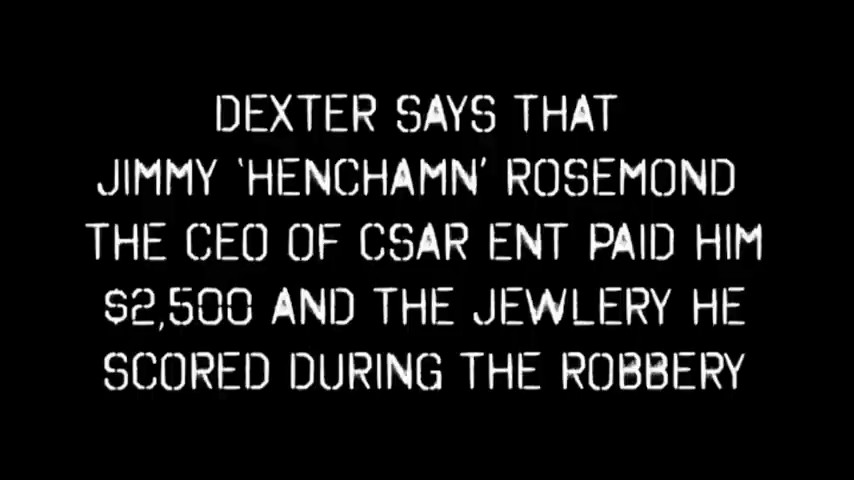 DEXTER SAYS THAT
JIMMY 'HENCHAMN' ROSEMOND
THE CEO OF CSAR ENT PAID HIM
$2,500 AND THE JEWLERY HE
SCORED DURING THE ROBBERY